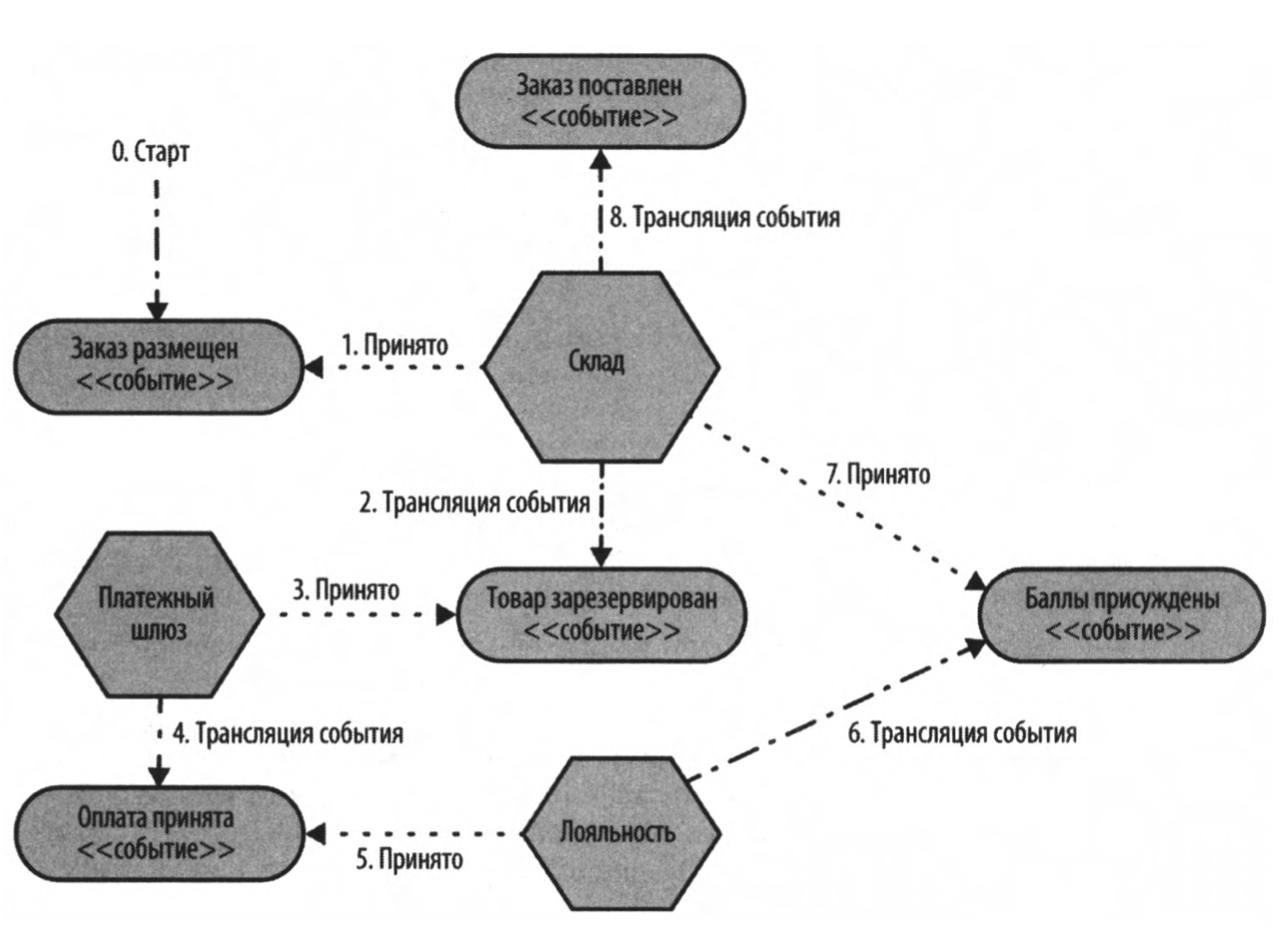 Заказ поставлен
<<событие>>
0. Старт
8. Трансляция события
Заказ размещен
<<событие>>
1. Принято
Склад
7. Принято
2. Трансляция события
Платежный
шлюз
3. Принято
Товар зарезервирован
<<событие>>
Баллы присуждены
<<событие>>
4. Трансляция события
6. Трансляция события
Оплата принята
<<событие>>
5. Принято
Лояльность